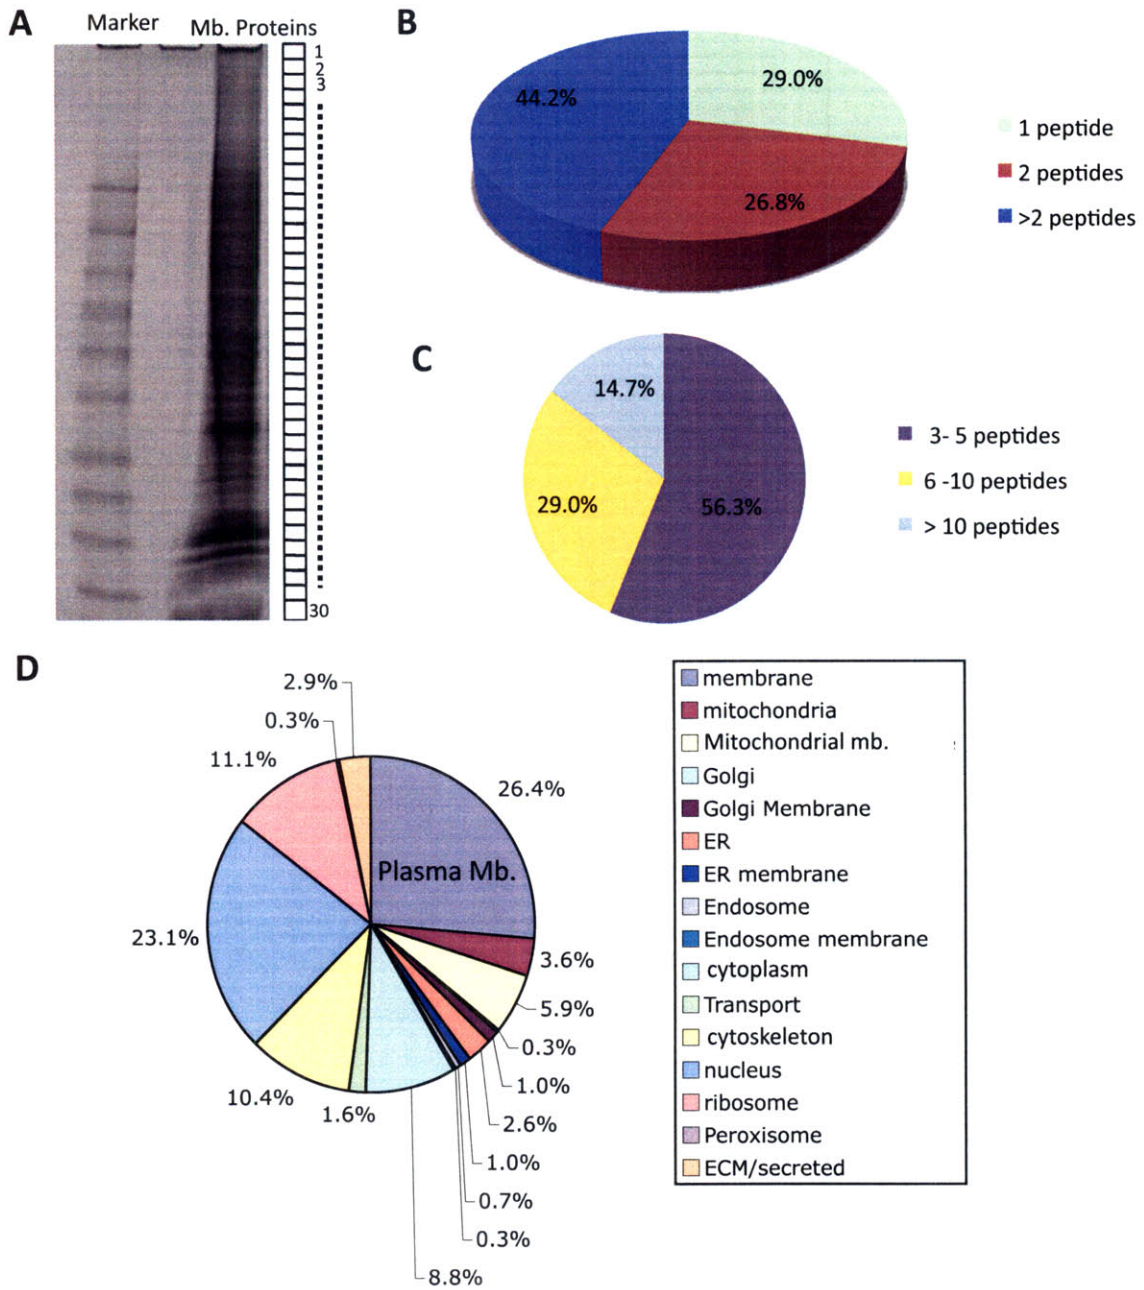 A
Marker
Mb. Proteins
1
2
3
30
B
44.2%
29.0%
26.8%
1 peptide
2 peptides
>2 peptides
C
14.7%
29.0%
56.3%
3- 5 peptides
6 -10 peptides
> 10 peptides
D
2.9%
0.3%
11.1%
26.4%
Plasma Mb.
23.1%
3.6%
5.9%
0.3%
1.0%
10.4%
1.6%
2.6%
1.0%
0.7%
0.3%
8.8%
membrane
mitochondria
Mitochondrial mb.
Golgi
Golgi Membrane
ER
ER membrane
Endosome
Endosome membrane
cytoplasm
Transport
cytoskeleton
nucleus
ribosome
Peroxisome
ECM/secreted